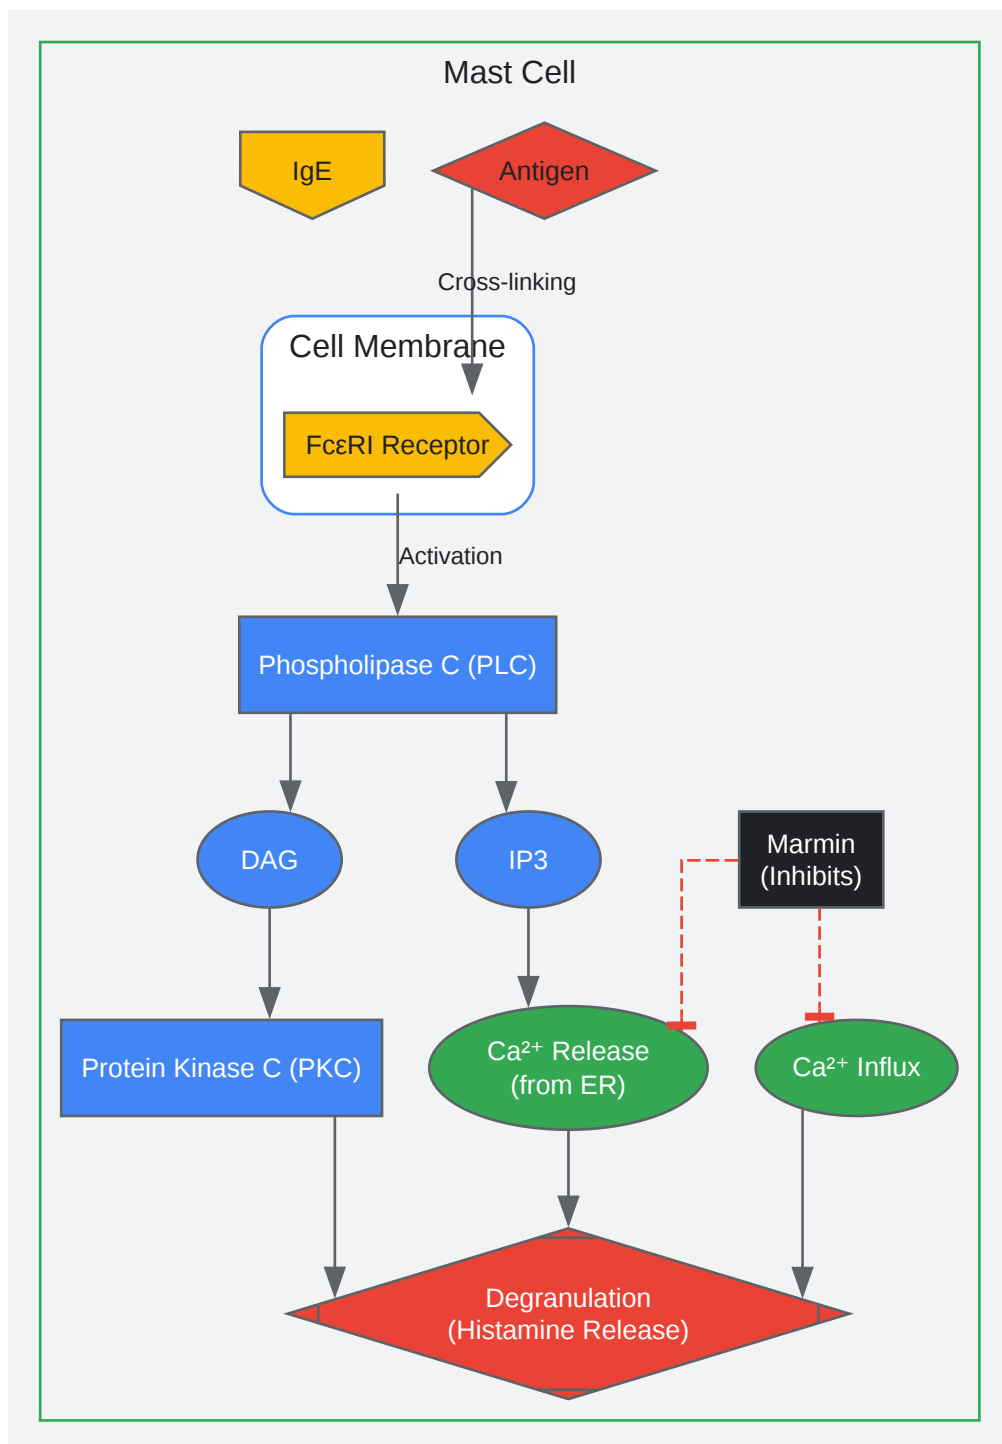 Mast Cell
IgE
Antigen
Cross-linking
Cell Membrane
FcεRI Receptor
Activation
Phospholipase C (PLC)
DAG
IP3
Marmin
(Inhibits)
Protein Kinase C (PKC)
Ca²⁺ Release
(from ER)
Ca²⁺ Influx
Degranulation
(Histamine Release)